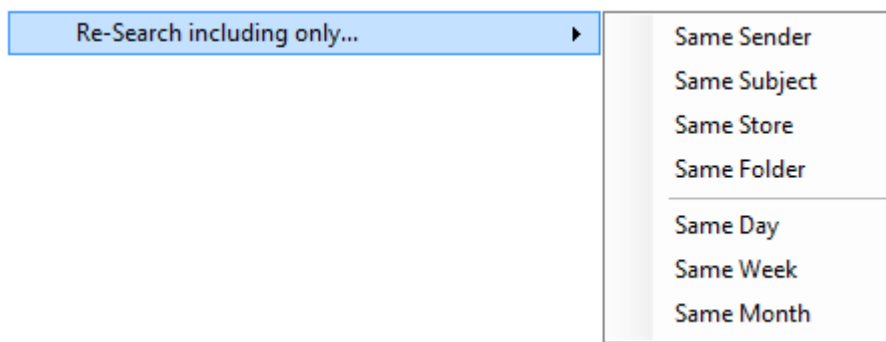 Re-Search including only...
Same Sender
Same Subject
Same Store
Same Folder
Same Day
Same Week
Same Month